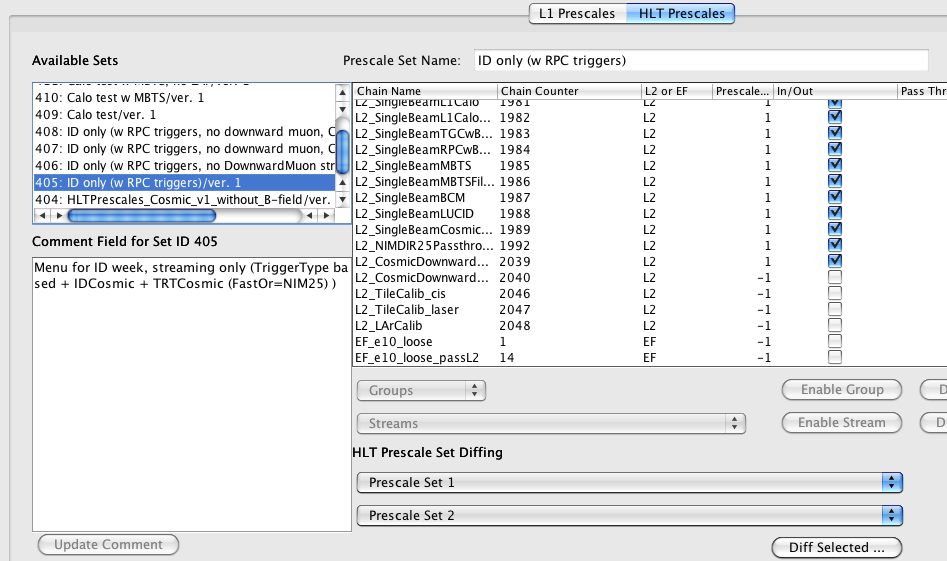 L1 Prescales HLT Prescales
Available Sets
Prescale Set Name: ID only (w RPC triggers)
410: Calo test w MBTS/ver. 1
409: Calo test/ver. 1
408: ID only (w RPC triggers, no downward muon, C
407: ID only (w RPC triggers, no downward muon, C
406: ID only (w RPC triggers, no DownwardMuon str
405: ID only (w RPC triggers)/ver. 1
404: HLTPrescales_Cosmic_v1_without_B-field/ver.
Comment Field for Set ID 405
Menu for ID week, streaming only (TriggerType ba
sed + IDCosmic + TRTCosmic (FastOr=NIM25) )
Update Comment
Chain Name Chain Counter L2 or EF Prescale... In/Out Pass Thr
L2_SingleBeamL1Calo 1981 L2 1
L2_SingleBeamL1Calo... 1982 L2 1
L2_SingleBeamTGCwB... 1983 L2 1
L2_SingleBeamRPCwB... 1984 L2 1
L2_SingleBeamMBTS 1985 L2 1
L2_SingleBeamMBTSFil... 1986 L2 1
L2_SingleBeamBCM 1987 L2 1
L2_SingleBeamLUCID 1988 L2 1
L2_SingleBeamCosmic... 1989 L2 1
L2_NIMDIR25Passthro... 1992 L2 1
L2_CosmicDownward... 2039 L2 1
L2_CosmicDownward... 2040 L2 -1
L2_TileCalib_cis 2046 L2 -1
L2_TileCalib_laser 2047 L2 -1
L2_LArCalib 2048 L2 -1
EF_e10_loose 1 EF -1
EF_e10_loose_passL2 14 EF -1
Groups Enable Group D
Streams Enable Stream D
HLT Prescale Set Diffing
Prescale Set 1
Prescale Set 2
Diff Selected ...